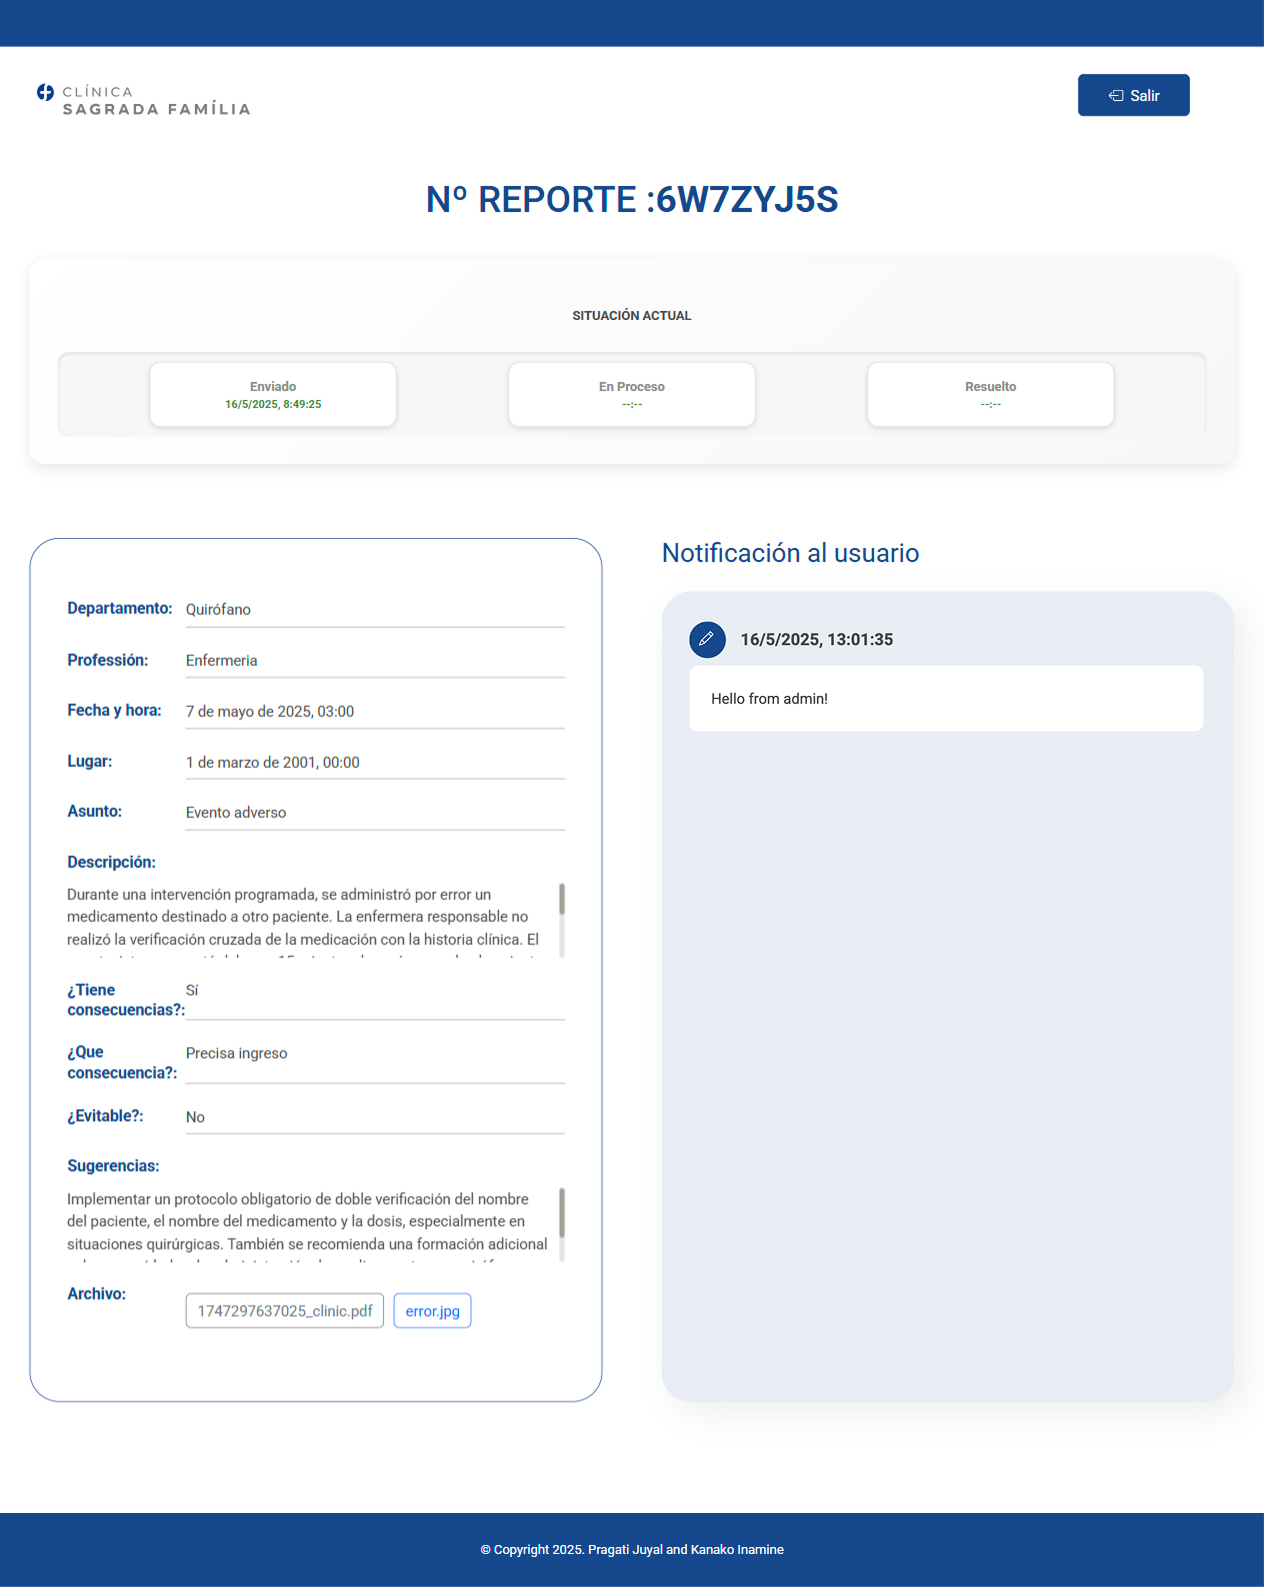 CLÍNICA
SAGRADA FAMÍLIA
Salir
Nº REPORTE :6W7ZYJ5S
SITUACIÓN ACTUAL
Enviado
16/5/2025, 8:49:25
En Proceso
--:--
Resuelto
--:--
Departamento: Quirófano
Professión: Enfermeria
Fecha y hora: 7 de mayo de 2025, 03:00
Lugar: 1 de marzo de 2001, 00:00
Asunto: Evento adverso
Descripción:
Durante una intervención programada, se administró por error un
medicamento destinado a otro paciente. La enfermera responsable no
realizó la verificación cruzada de la medicación con la historia clínica. El
¿Tiene
consecuencias?: Sí
¿Que
consecuencia?: Precisa ingreso
¿Evitable?: No
Sugerencias:
Implementar un protocolo obligatorio de doble verificación del nombre
del paciente, el nombre del medicamento y la dosis, especialmente en
situaciones quirúrgicas. También se recomienda una formación adicional
Archivo: 1747297637025_clinic.pdf error.jpg
Notificación al usuario
16/5/2025, 13:01:35
Hello from admin!
© Copyright 2025. Pragati Juyal and Kanako Inamine